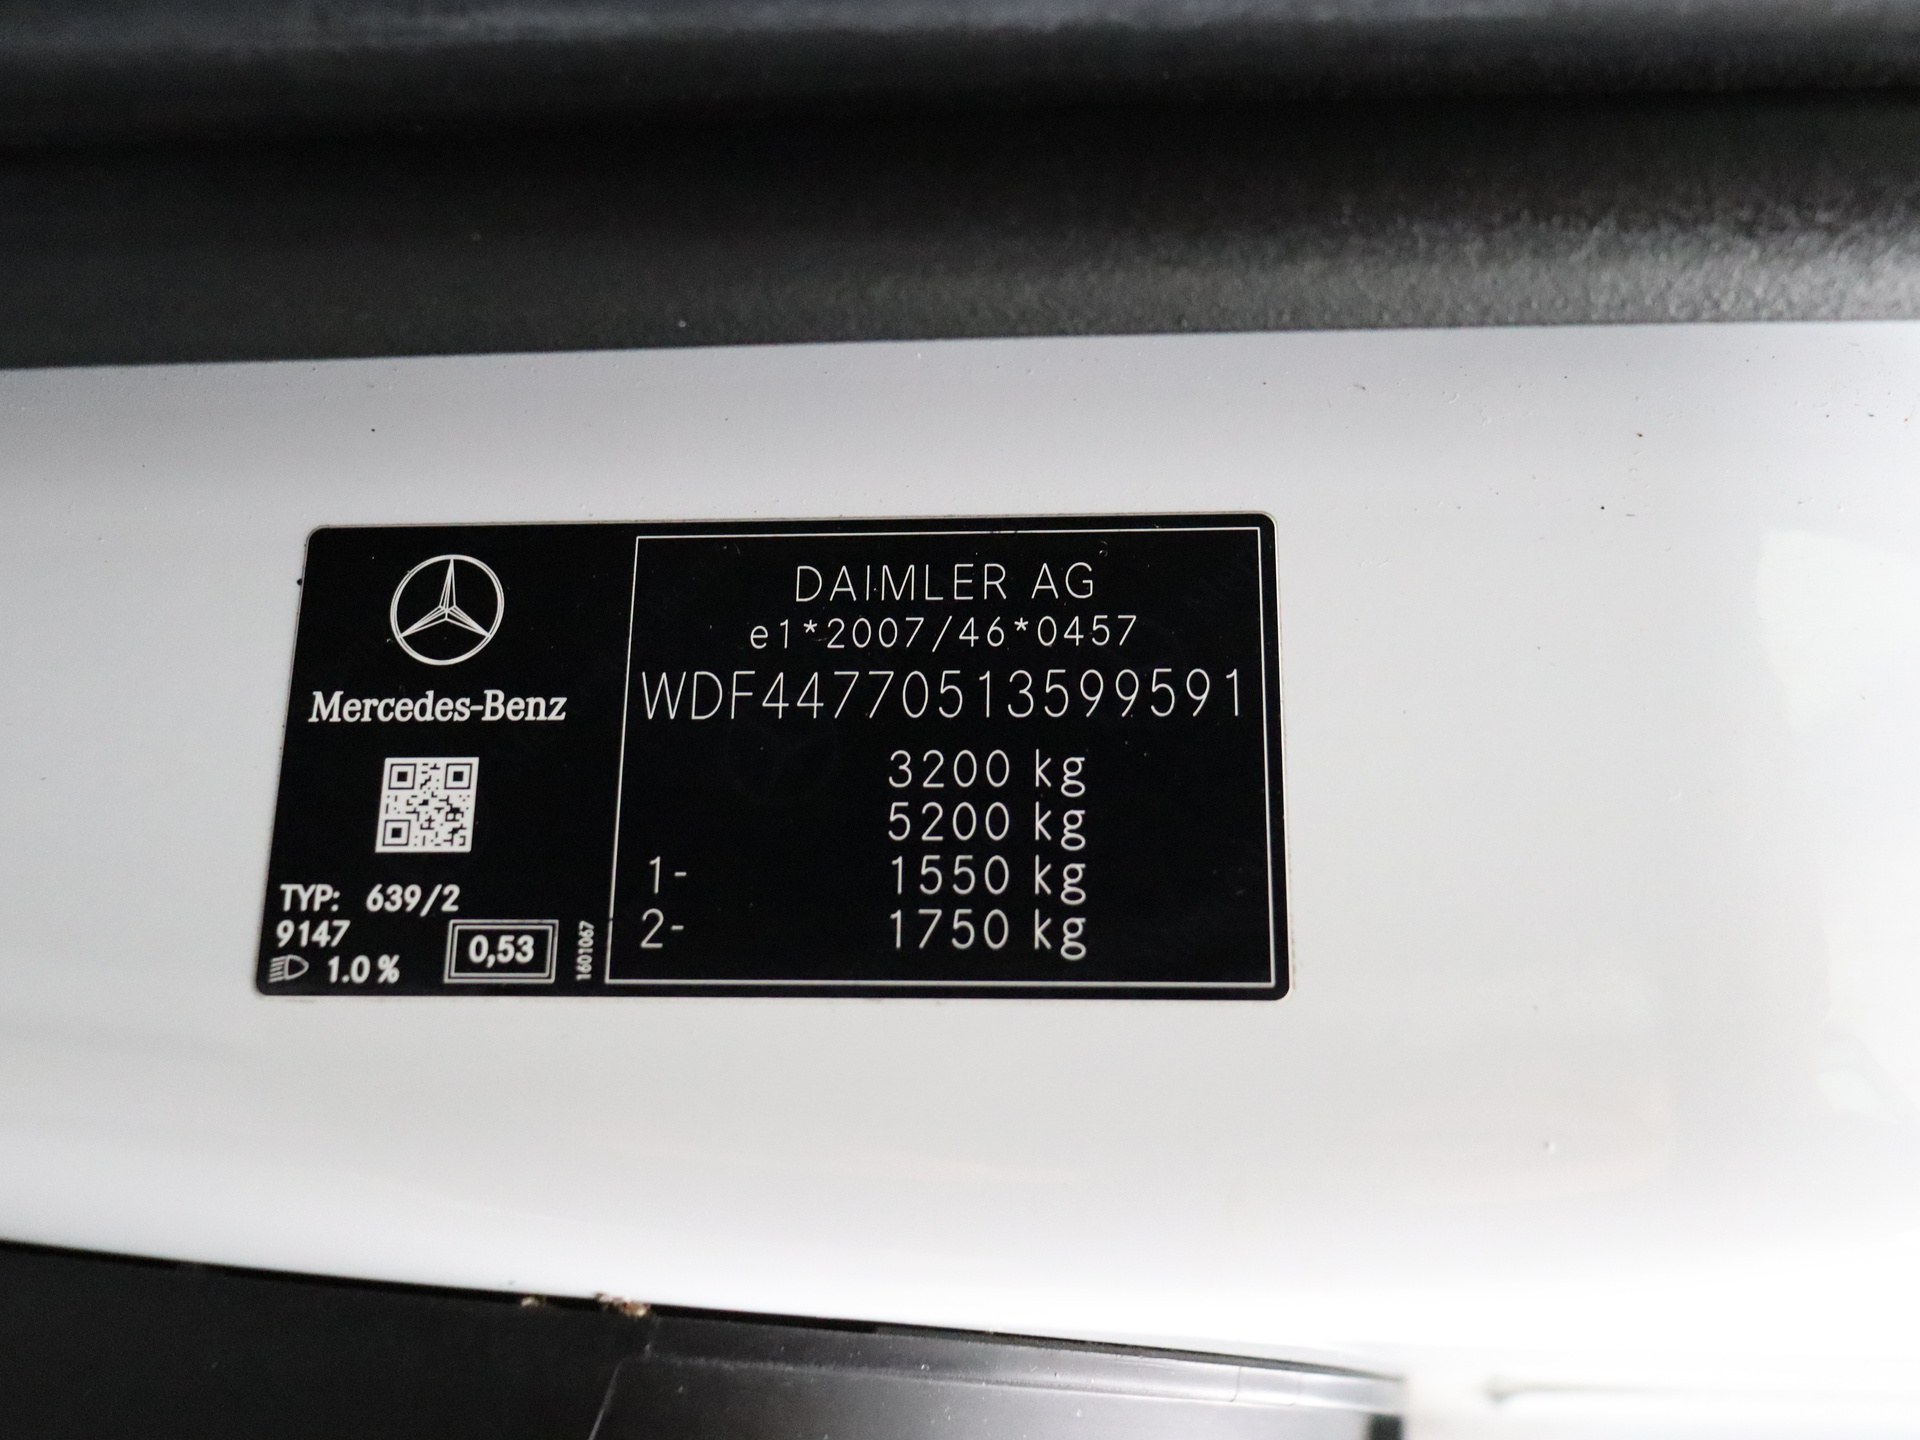 Mercedes-Benz
TYP: 639/2
9147
1.0 %
0,53
1601067
DAIMLER AG
e1*2007/46*0457
WDF44770513599591
3200 kg
5200 kg
1- 1550 kg
2- 1750 kg